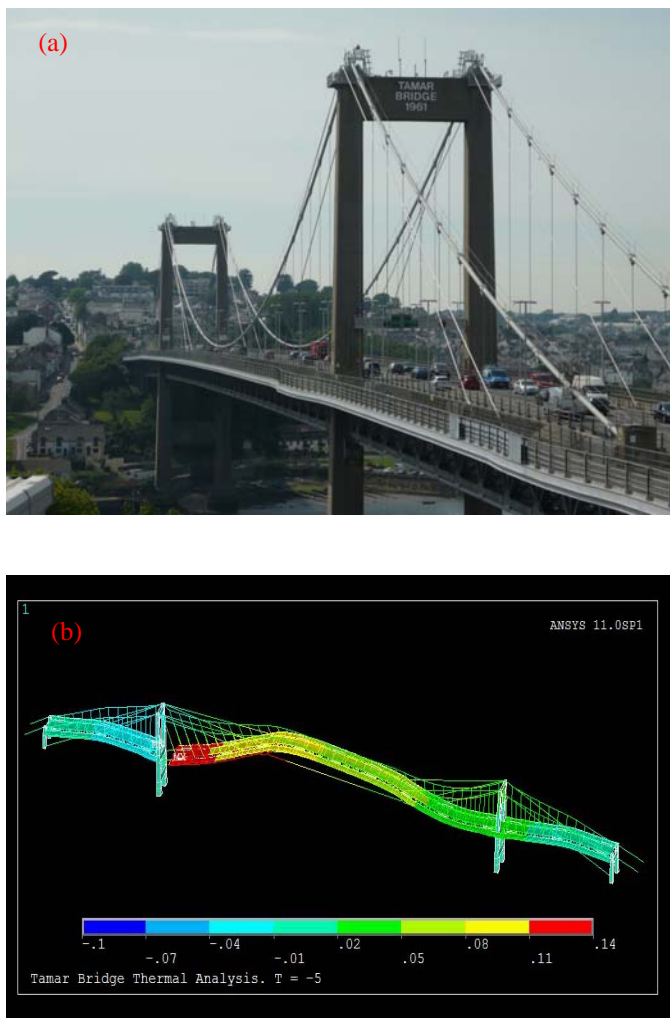 (a)
TAMAR
BRIDGE
1961
1
(b)
ANSYS 11.0SP1
-.1 -.04 .02 .08 .14
-.07 -.01 .05 .11
Tamar Bridge Thermal Analysis. T = -5